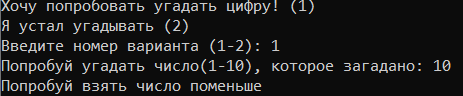 Хочу попробовать угадать цифру! (1)
Я устал угадывать (2)
Введите номер варианта (1-2): 1
Попробуй угадать число(1-10), которое загадано: 10
Попробуй взять число поменьше